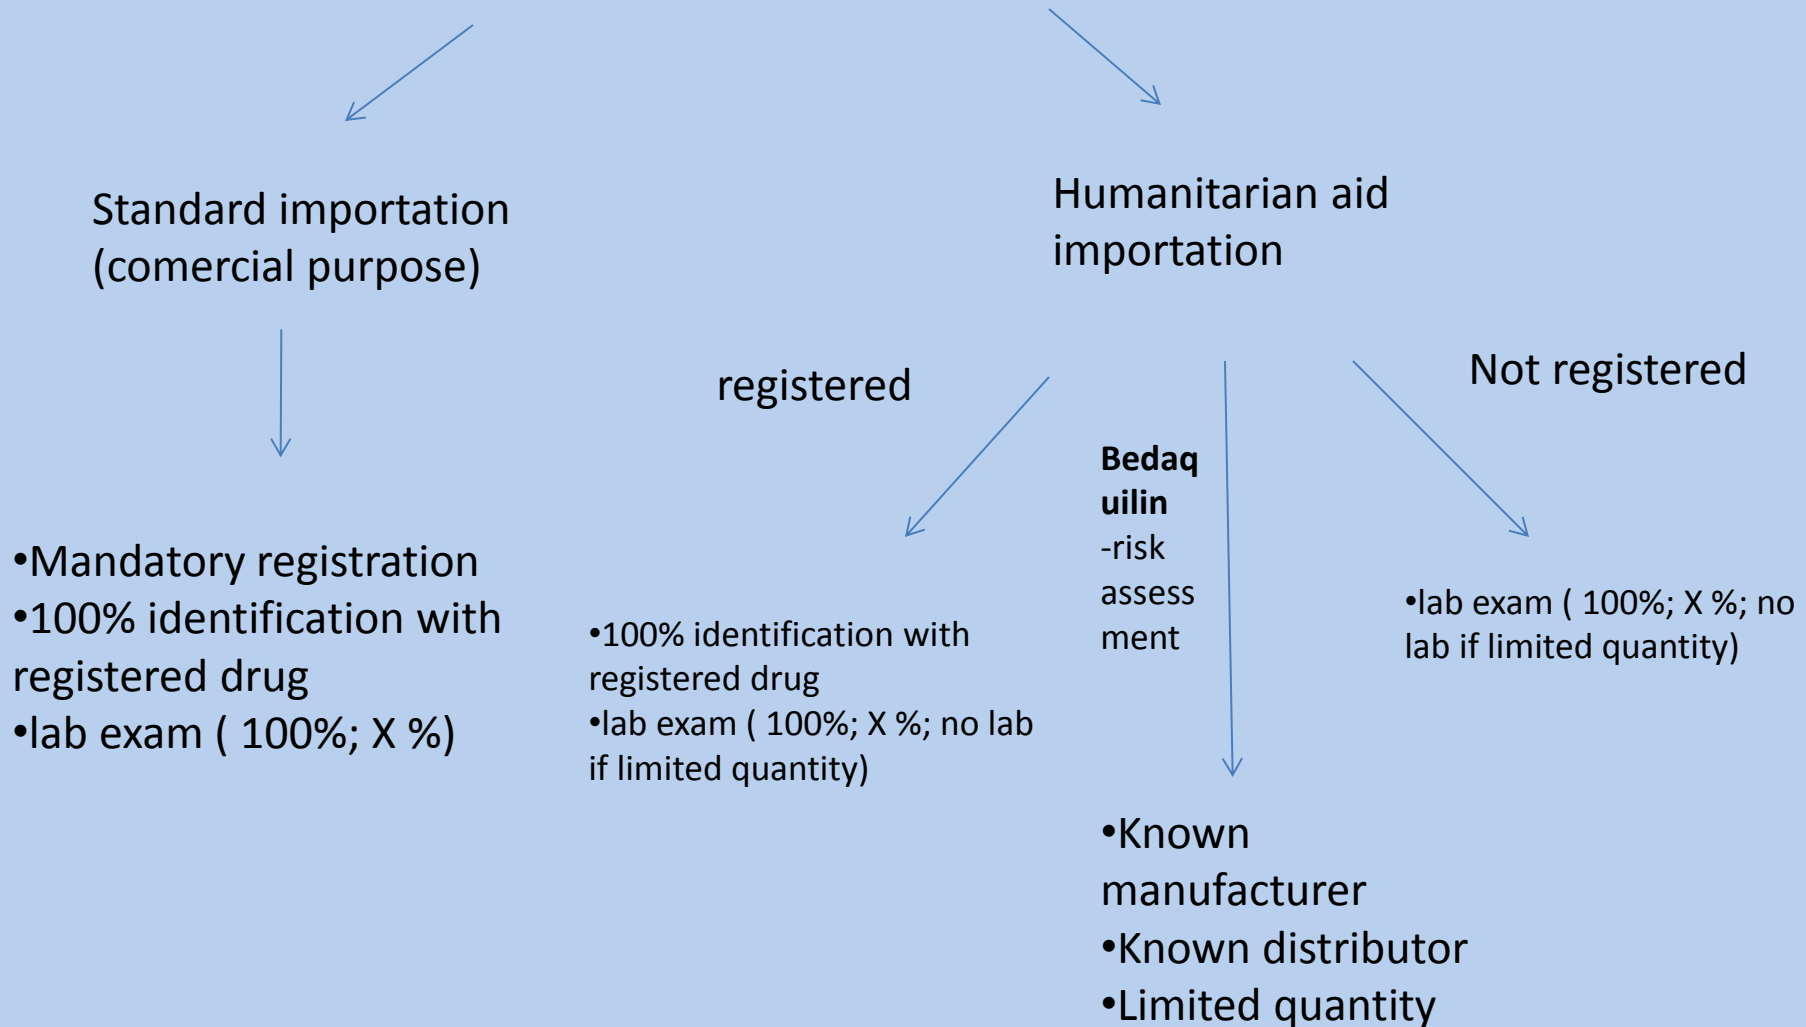 Standard importation
(comercial purpose)
Humanitarian aid
importation
registered
Not registered
•Mandatory registration
•100% identification with
registered drug
•lab exam ( 100%; X %)
•100% identification with
registered drug
•lab exam ( 100%; X %; no lab
if limited quantity)
Bedaq
uilin
-risk
assess
ment
•lab exam ( 100%; X %; no
lab if limited quantity)
•Known
manufacturer
•Known distributor
•Limited quantity